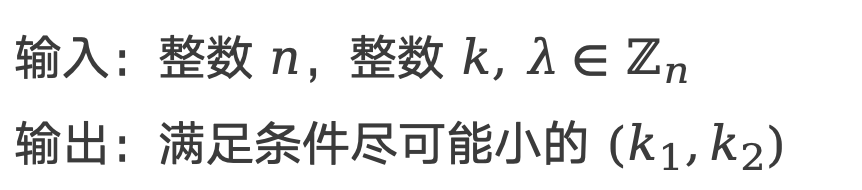 输入：整数 n，整数 k, λ ∈ ℤₙ
输出：满足条件尽可能小的 (k₁, k₂)